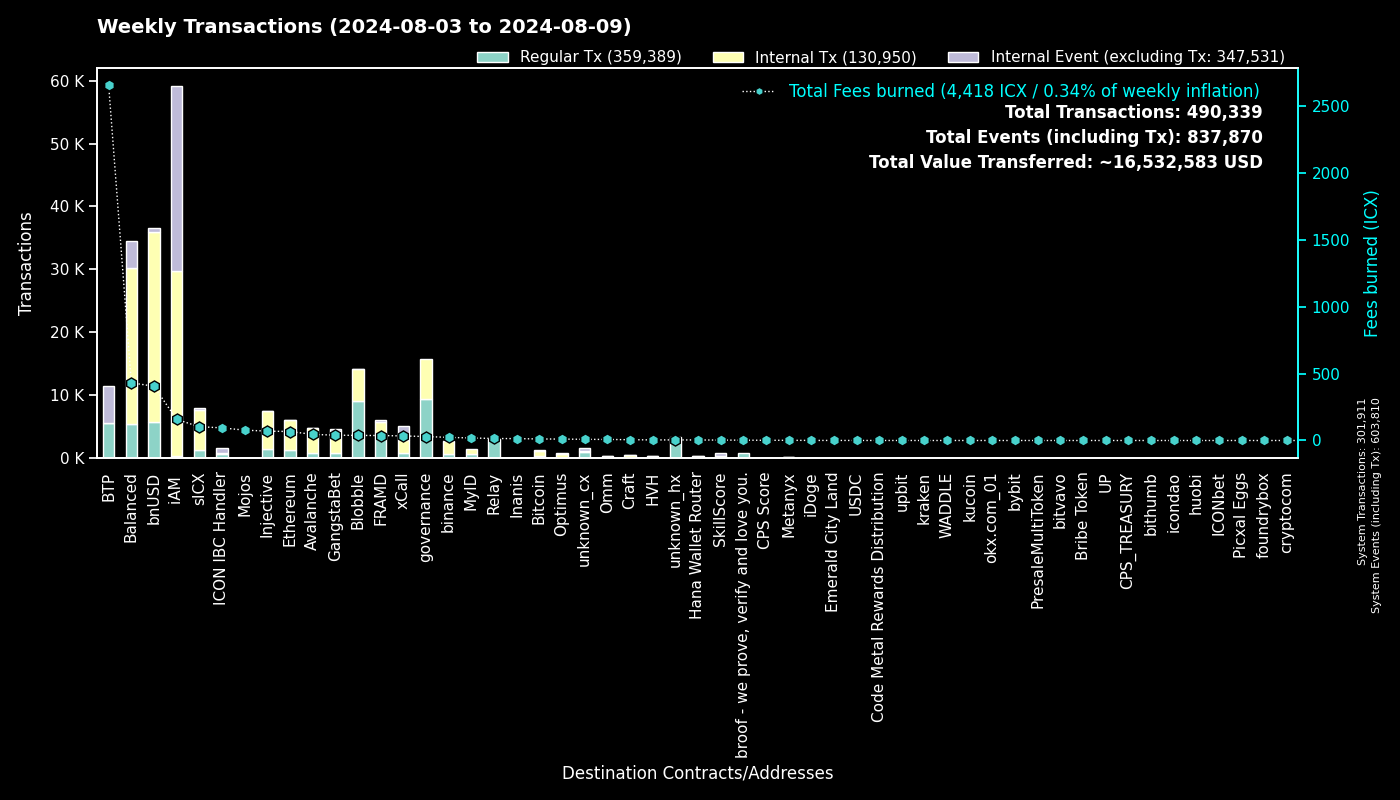 Weekly Transactions (2024-08-03 to 2024-08-09)
Regular Tx (359,389)
Internal Tx (130,950)
Internal Event (excluding Tx: 347,531)
Total Fees burned (4,418 ICX / 0.34% of weekly inflation)
Total Transactions: 490,339
Total Events (including Tx): 837,870
Total Value Transferred: ~16,532,583 USD
Transactions
60 K
50 K
40 K
30 K
20 K
10 K
0 K
2500
2000
1500
1000
500
0
Fees burned (ICX)
System Transactions: 301,911
System Events (including Tx): 603,810
BTP
Balanced
bnUSD
iAM
sICX
ICON IBC Handler
Mojos
Injective
Ethereum
Avalanche
GangstaBet
Blobble
FRAMD
xCall
governance
binance
MyID
Relay
Inanis
Bitcoin
Optimus
unknown_cx
Omm
Craft
HVH
unknown_hx
Hana Wallet Router
SkillScore
broof - we prove, verify and love you.
CPS Score
Metanyx
iDoge
Emerald City Land
USDC
Code Metal Rewards Distribution
upbit
kraken
WADDLE
kucoin
okx.com_01
bybit
PresaleMultiToken
bitvavo
Bribe Token
UP
CPS_TREASURY
bithumb
icondao
huobi
ICONbet
Picxal Eggs
foundrybox
cryptocom
Destination Contracts/Addresses